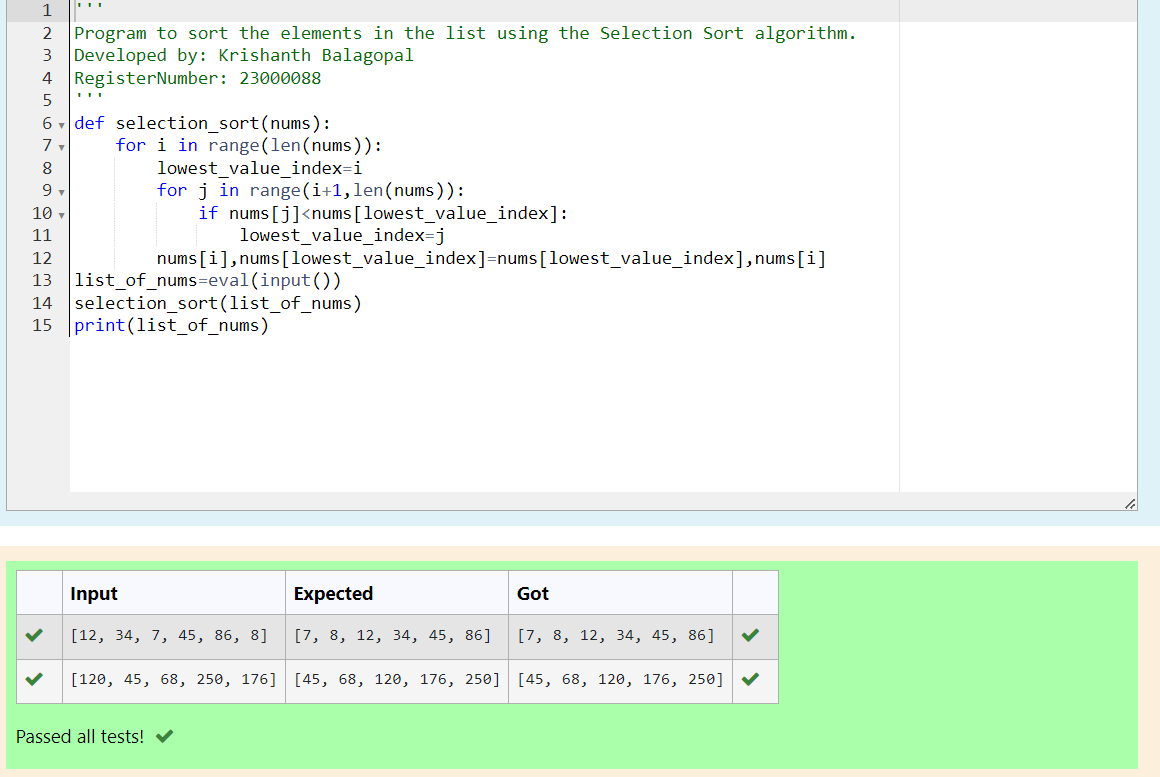 1 '''
2 Program to sort the elements in the list using the Selection Sort algorithm.
3 Developed by: Krishanth Balagopal
4 RegisterNumber: 23000088
5 '''
6 def selection_sort(nums):
7     for i in range(len(nums)):
8         lowest_value_index=i
9         for j in range(i+1,len(nums)):
10             if nums[j]<nums[lowest_value_index]:
11                 lowest_value_index=j
12         nums[i],nums[lowest_value_index]=nums[lowest_value_index],nums[i]
13 list_of_nums=eval(input())
14 selection_sort(list_of_nums)
15 print(list_of_nums)
Input Expected Got
[12, 34, 7, 45, 86, 8] [7, 8, 12, 34, 45, 86] [7, 8, 12, 34, 45, 86]
[120, 45, 68, 250, 176] [45, 68, 120, 176, 250] [45, 68, 120, 176, 250]
Passed all tests!